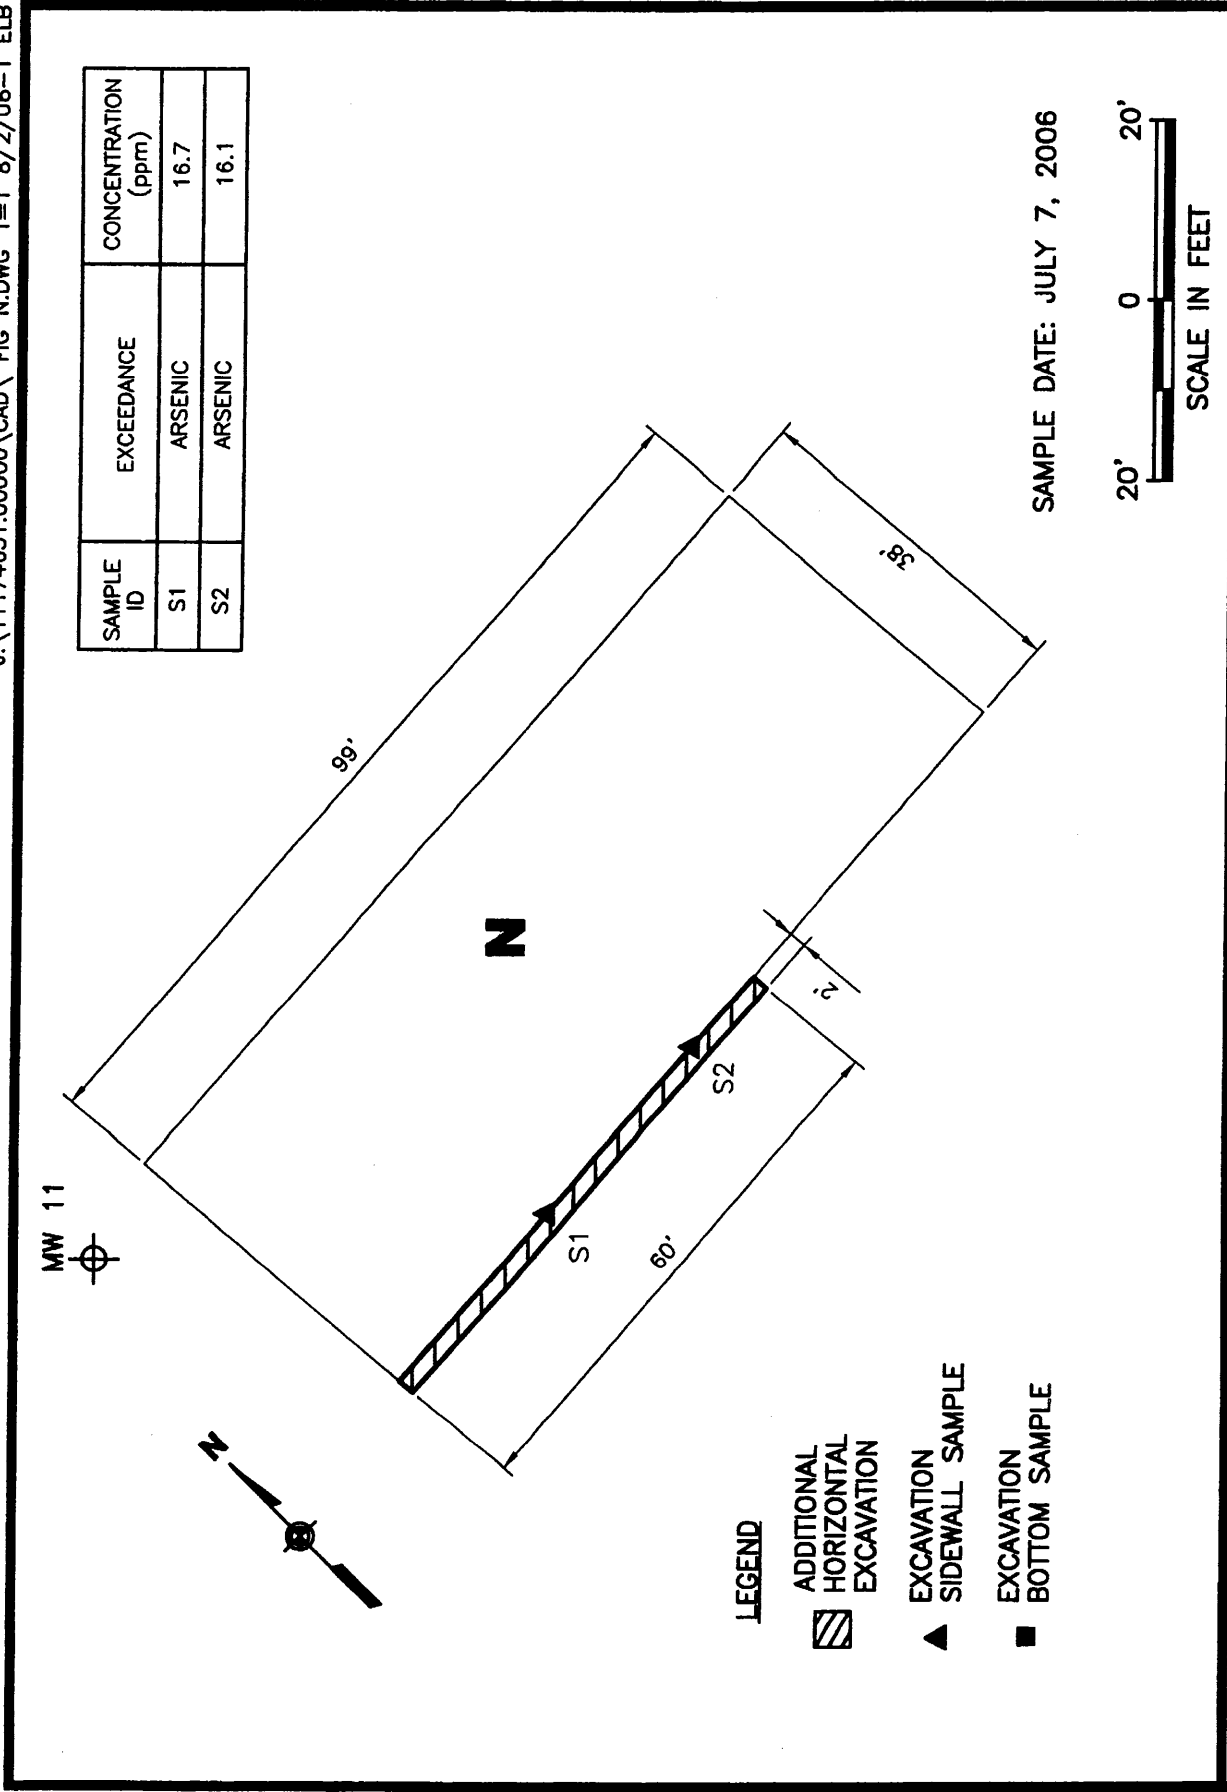 SAMPLE ID
EXCEEDANCE
CONCENTRATION (ppm)
S1
ARSENIC
16.7
S2
ARSENIC
16.1
MW 11
N
99'
N
38'
2'
S1
S2
60'
LEGEND
ADDITIONAL
HORIZONTAL
EXCAVATION
EXCAVATION
SIDEWALL SAMPLE
EXCAVATION
BOTTOM SAMPLE
SAMPLE DATE: JULY 7, 2006
20'
0
20'
SCALE IN FEET